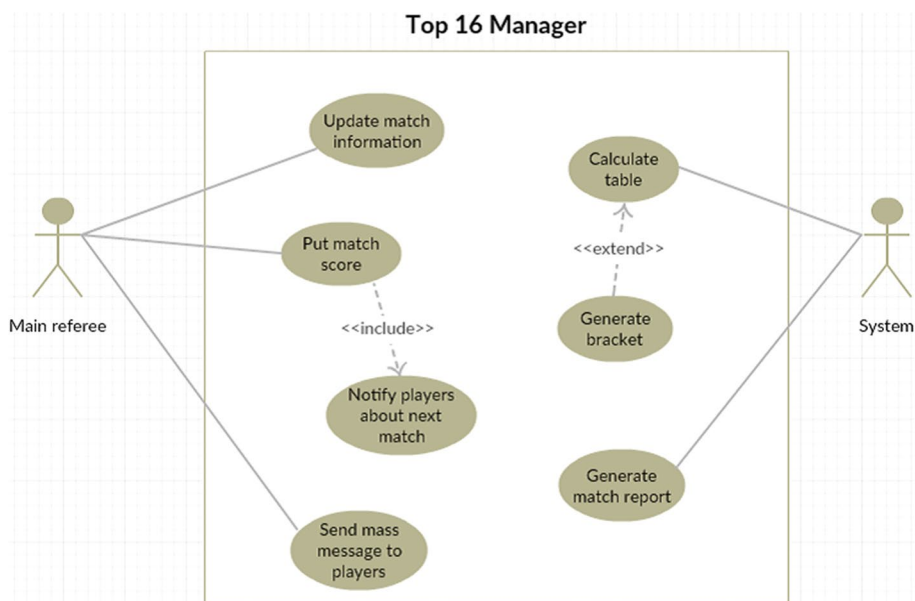 Top 16 Manager
Update match
information
Calculate
table
Put match
score
<<extend>>
Main referee
System
<<include>>
Generate
bracket
Notify players
about next
match
Generate
match report
Send mass
message to
players